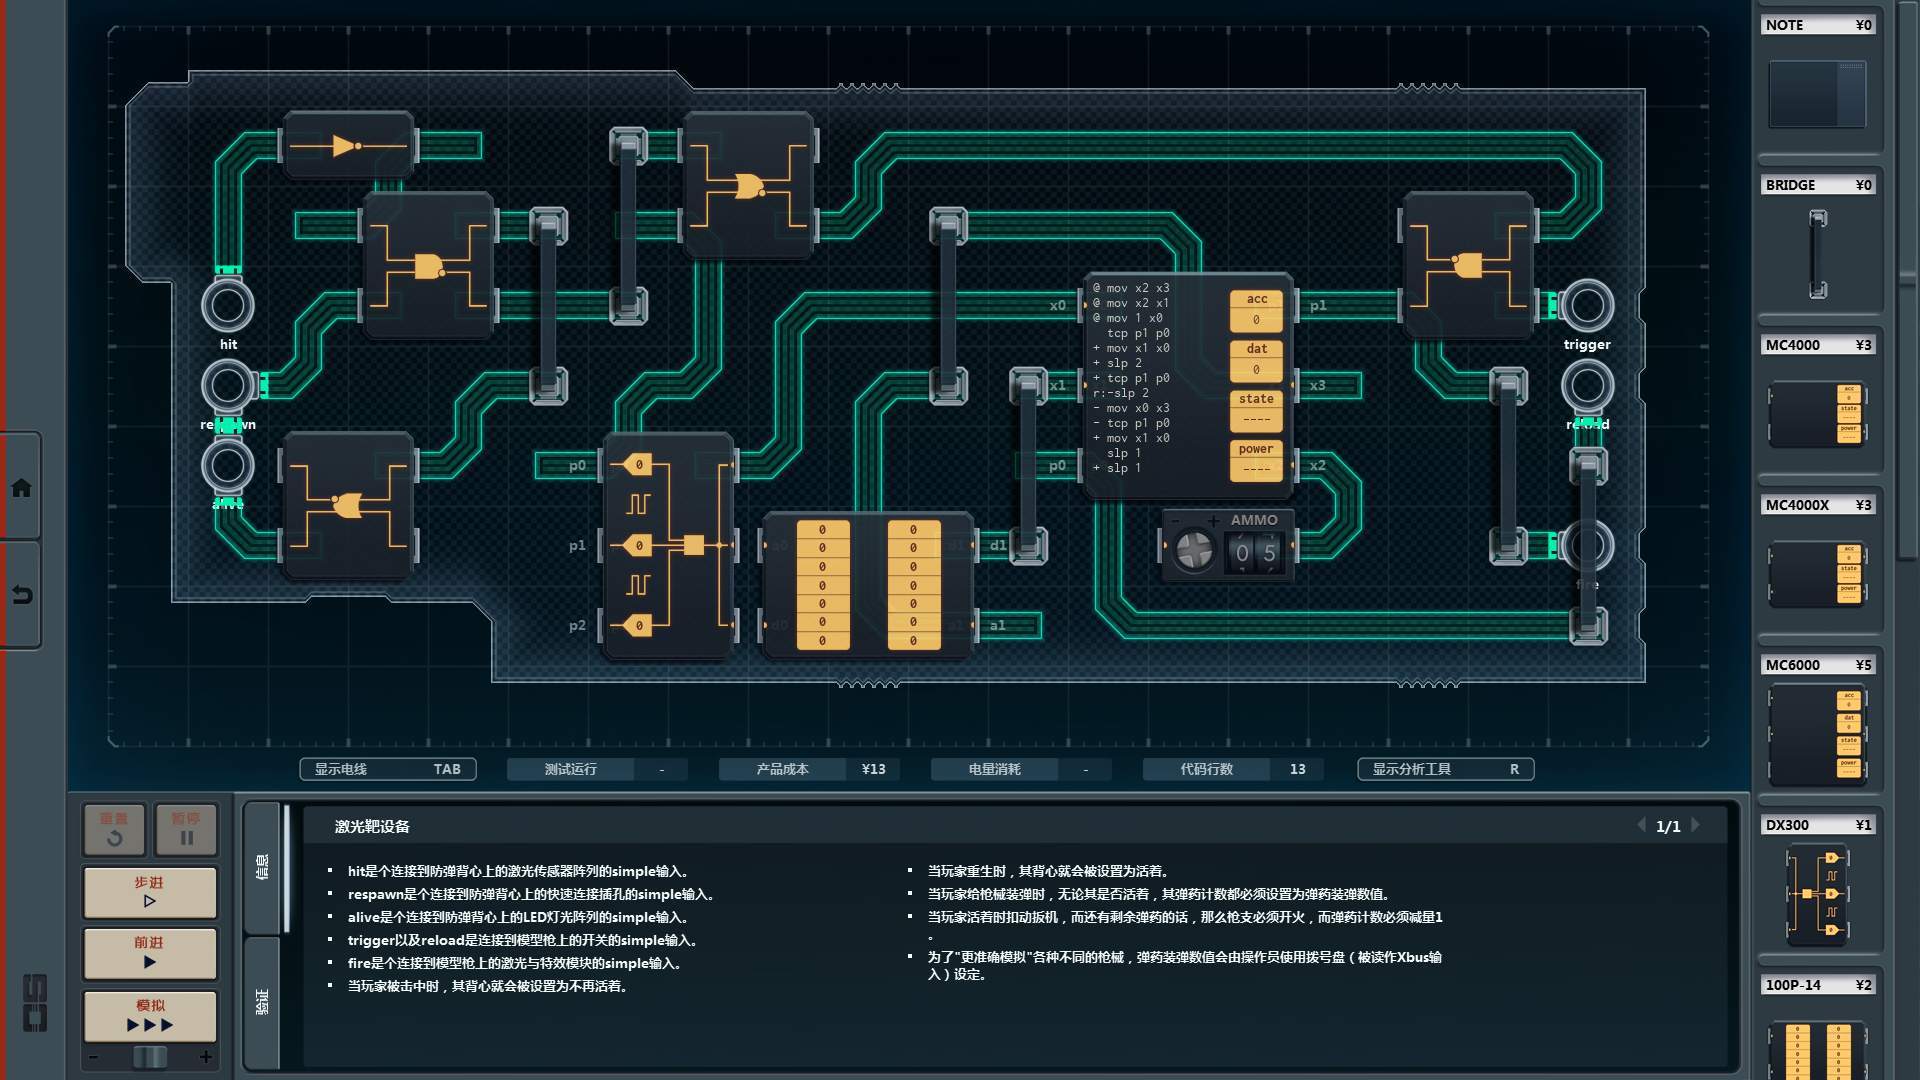 hit
respawn
alive
p0
p1
p2
a0
d0
d1
a1
d1
a1
x0
x1
p0
@ mov x2 x3
@ mov x2 x1
@ mov 1 x0
tcp p1 p0
+ mov x1 x0
+ slp 2
+ tcp p1 p0
r:-slp 2
- mov x0 x3
- tcp p1 p0
+ mov x1 x0
slp 1
+ slp 1
acc
0
dat
0
state
----
power
----
p1
x3
x2
AMMO
- +
0 5
trigger
reload
fire
显示电线 TAB
测试运行 -
产品成本 ¥13
电量消耗 -
代码行数 13
显示分析工具 R
重置
暂停
步进
前进
模拟
- +
信息
验证
激光靶设备
1/1
▪ hit是个连接到防弹背心上的激光传感器阵列的simple输入。
▪ respawn是个连接到防弹背心上的快速连接插孔的simple输入。
▪ alive是个连接到防弹背心上的LED灯光阵列的simple输入。
▪ trigger以及reload是连接到模型枪上的开关的simple输入。
▪ fire是个连接到模型枪上的激光与特效模块的simple输入。
▪ 当玩家被击中时，其背心就会被设置为不再活着。
▪ 当玩家重生时，其背心就会被设置为活着。
▪ 当玩家给枪械装弹时，无论其是否活着，其弹药计数都必须设置为弹药装弹数值。
▪ 当玩家活着时扣动扳机，而还有剩余弹药的话，那么枪支必须开火，而弹药计数必须减量1
。
▪ 为了"更准确模拟"各种不同的枪械，弹药装弹数值会由操作员使用拨号盘（被读作Xbus输
入）设定。
NOTE ¥0
BRIDGE ¥0
MC4000 ¥3
MC4000X ¥3
MC6000 ¥5
DX300 ¥1
100P-14 ¥2